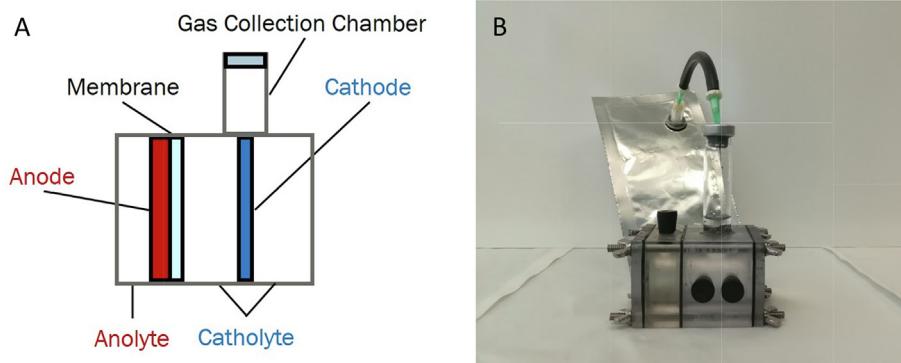 A
Gas Collection Chamber
Membrane
Cathode
Anode
Anolyte
Catholyte
B